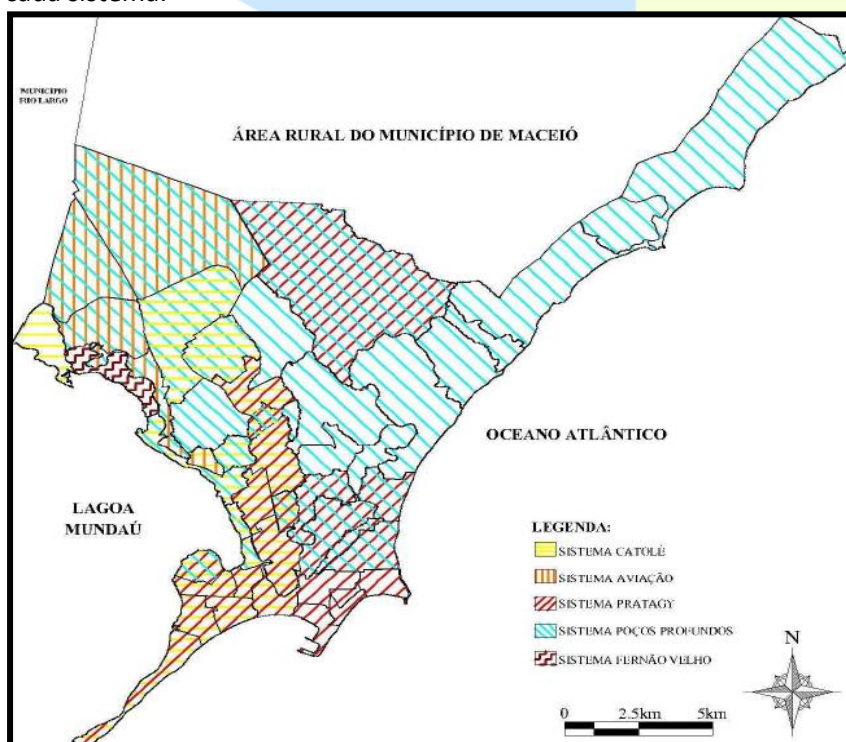 cada sistema.
MUNICÍPIO
RIO LARGO
ÁREA RURAL DO MUNICÍPIO DE MACEIÓ
OCEANO ATLÂNTICO
LAGOA
MUNDAÚ
LEGENDA:
SISTEMA CATOLÉ
SISTEMA AVIAÇÃO
SISTEMA PRATAGY
SISTEMA POÇOS PROFUNDOS
SISTEMA FERNÃO VELHO
N
0 2.5km 5km